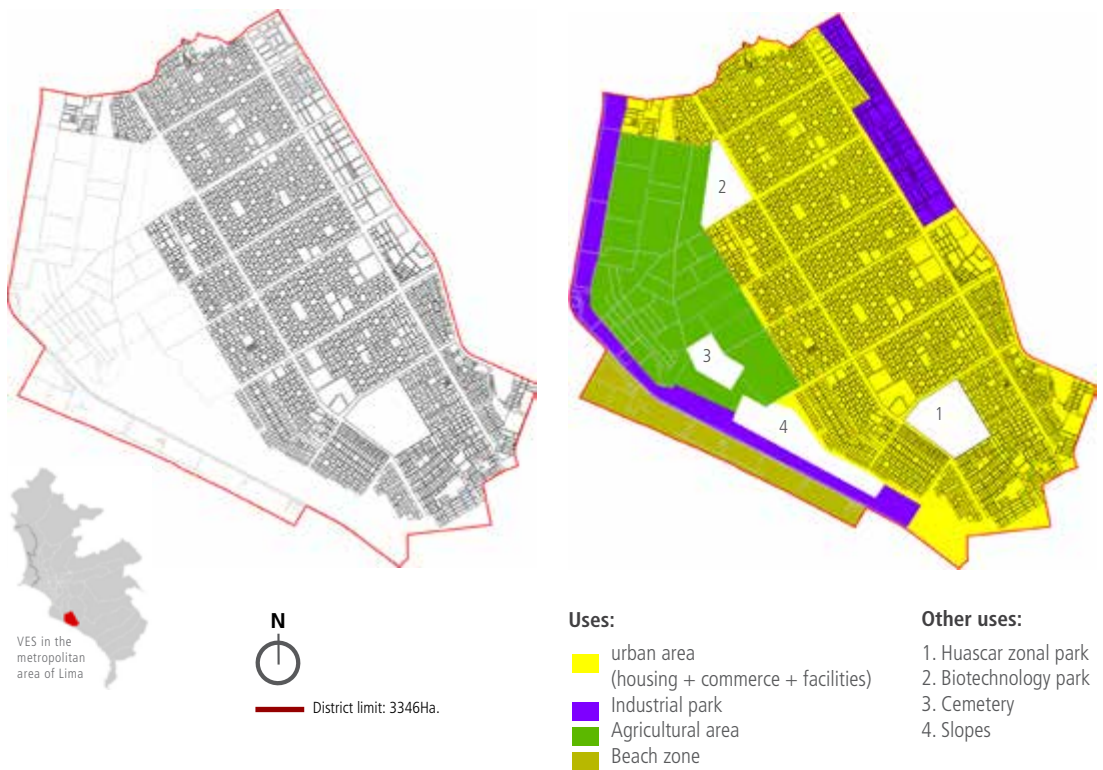 2
3
1
4
VES in the
metropolitan
area of Lima
N
District limit: 3346Ha.
Uses:
urban area
(housing + commerce + facilities)
Industrial park
Agricultural area
Beach zone
Other uses:
1. Huascar zonal park
2. Biotechnology park
3. Cemetery
4. Slopes